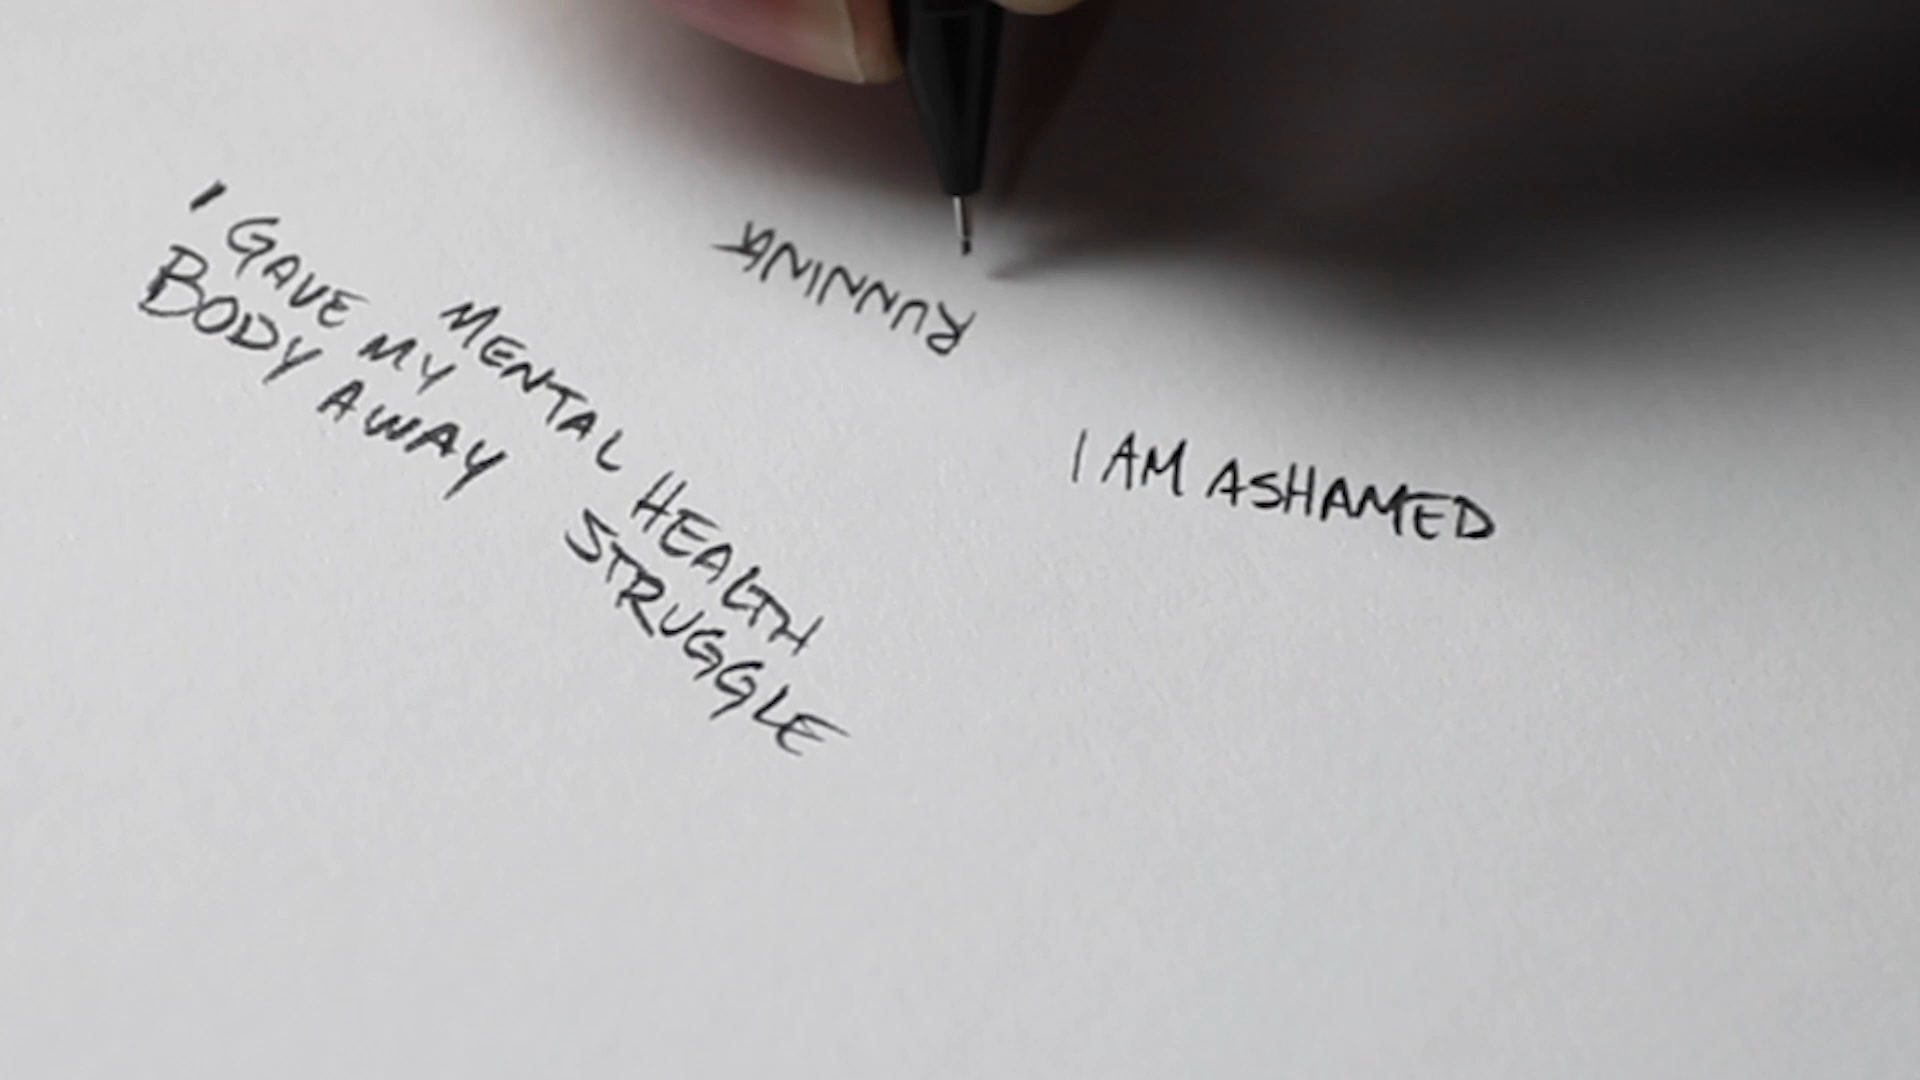 I GAVE MY
BODY AWAY
MENTAL HEALTH
STRUGGLE
RUNNING
I AM ASHAMED